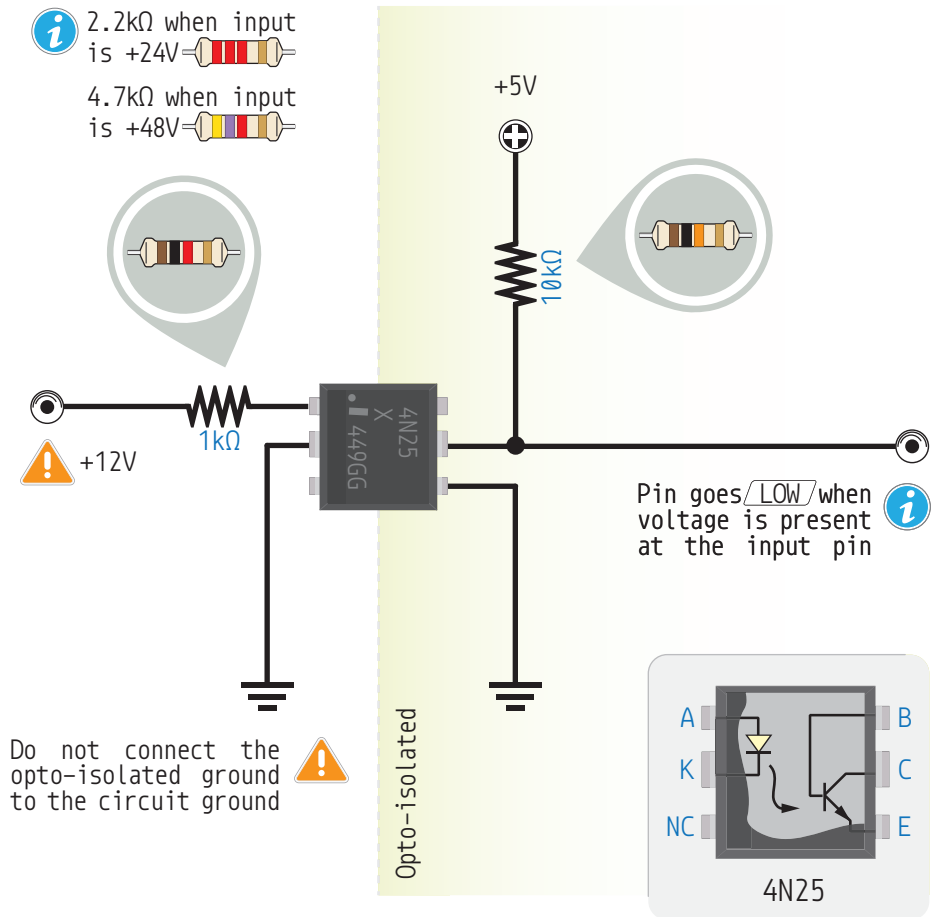 2.2kΩ when input
is +24V
4.7kΩ when input
is +48V
+5V
10kΩ
1kΩ
+12V
4N25
X
449GG
Pin goes LOW when
voltage is present
at the input pin
Do not connect the
opto-isolated ground
to the circuit ground
Opto-isolated
A
K
NC
B
C
E
4N25